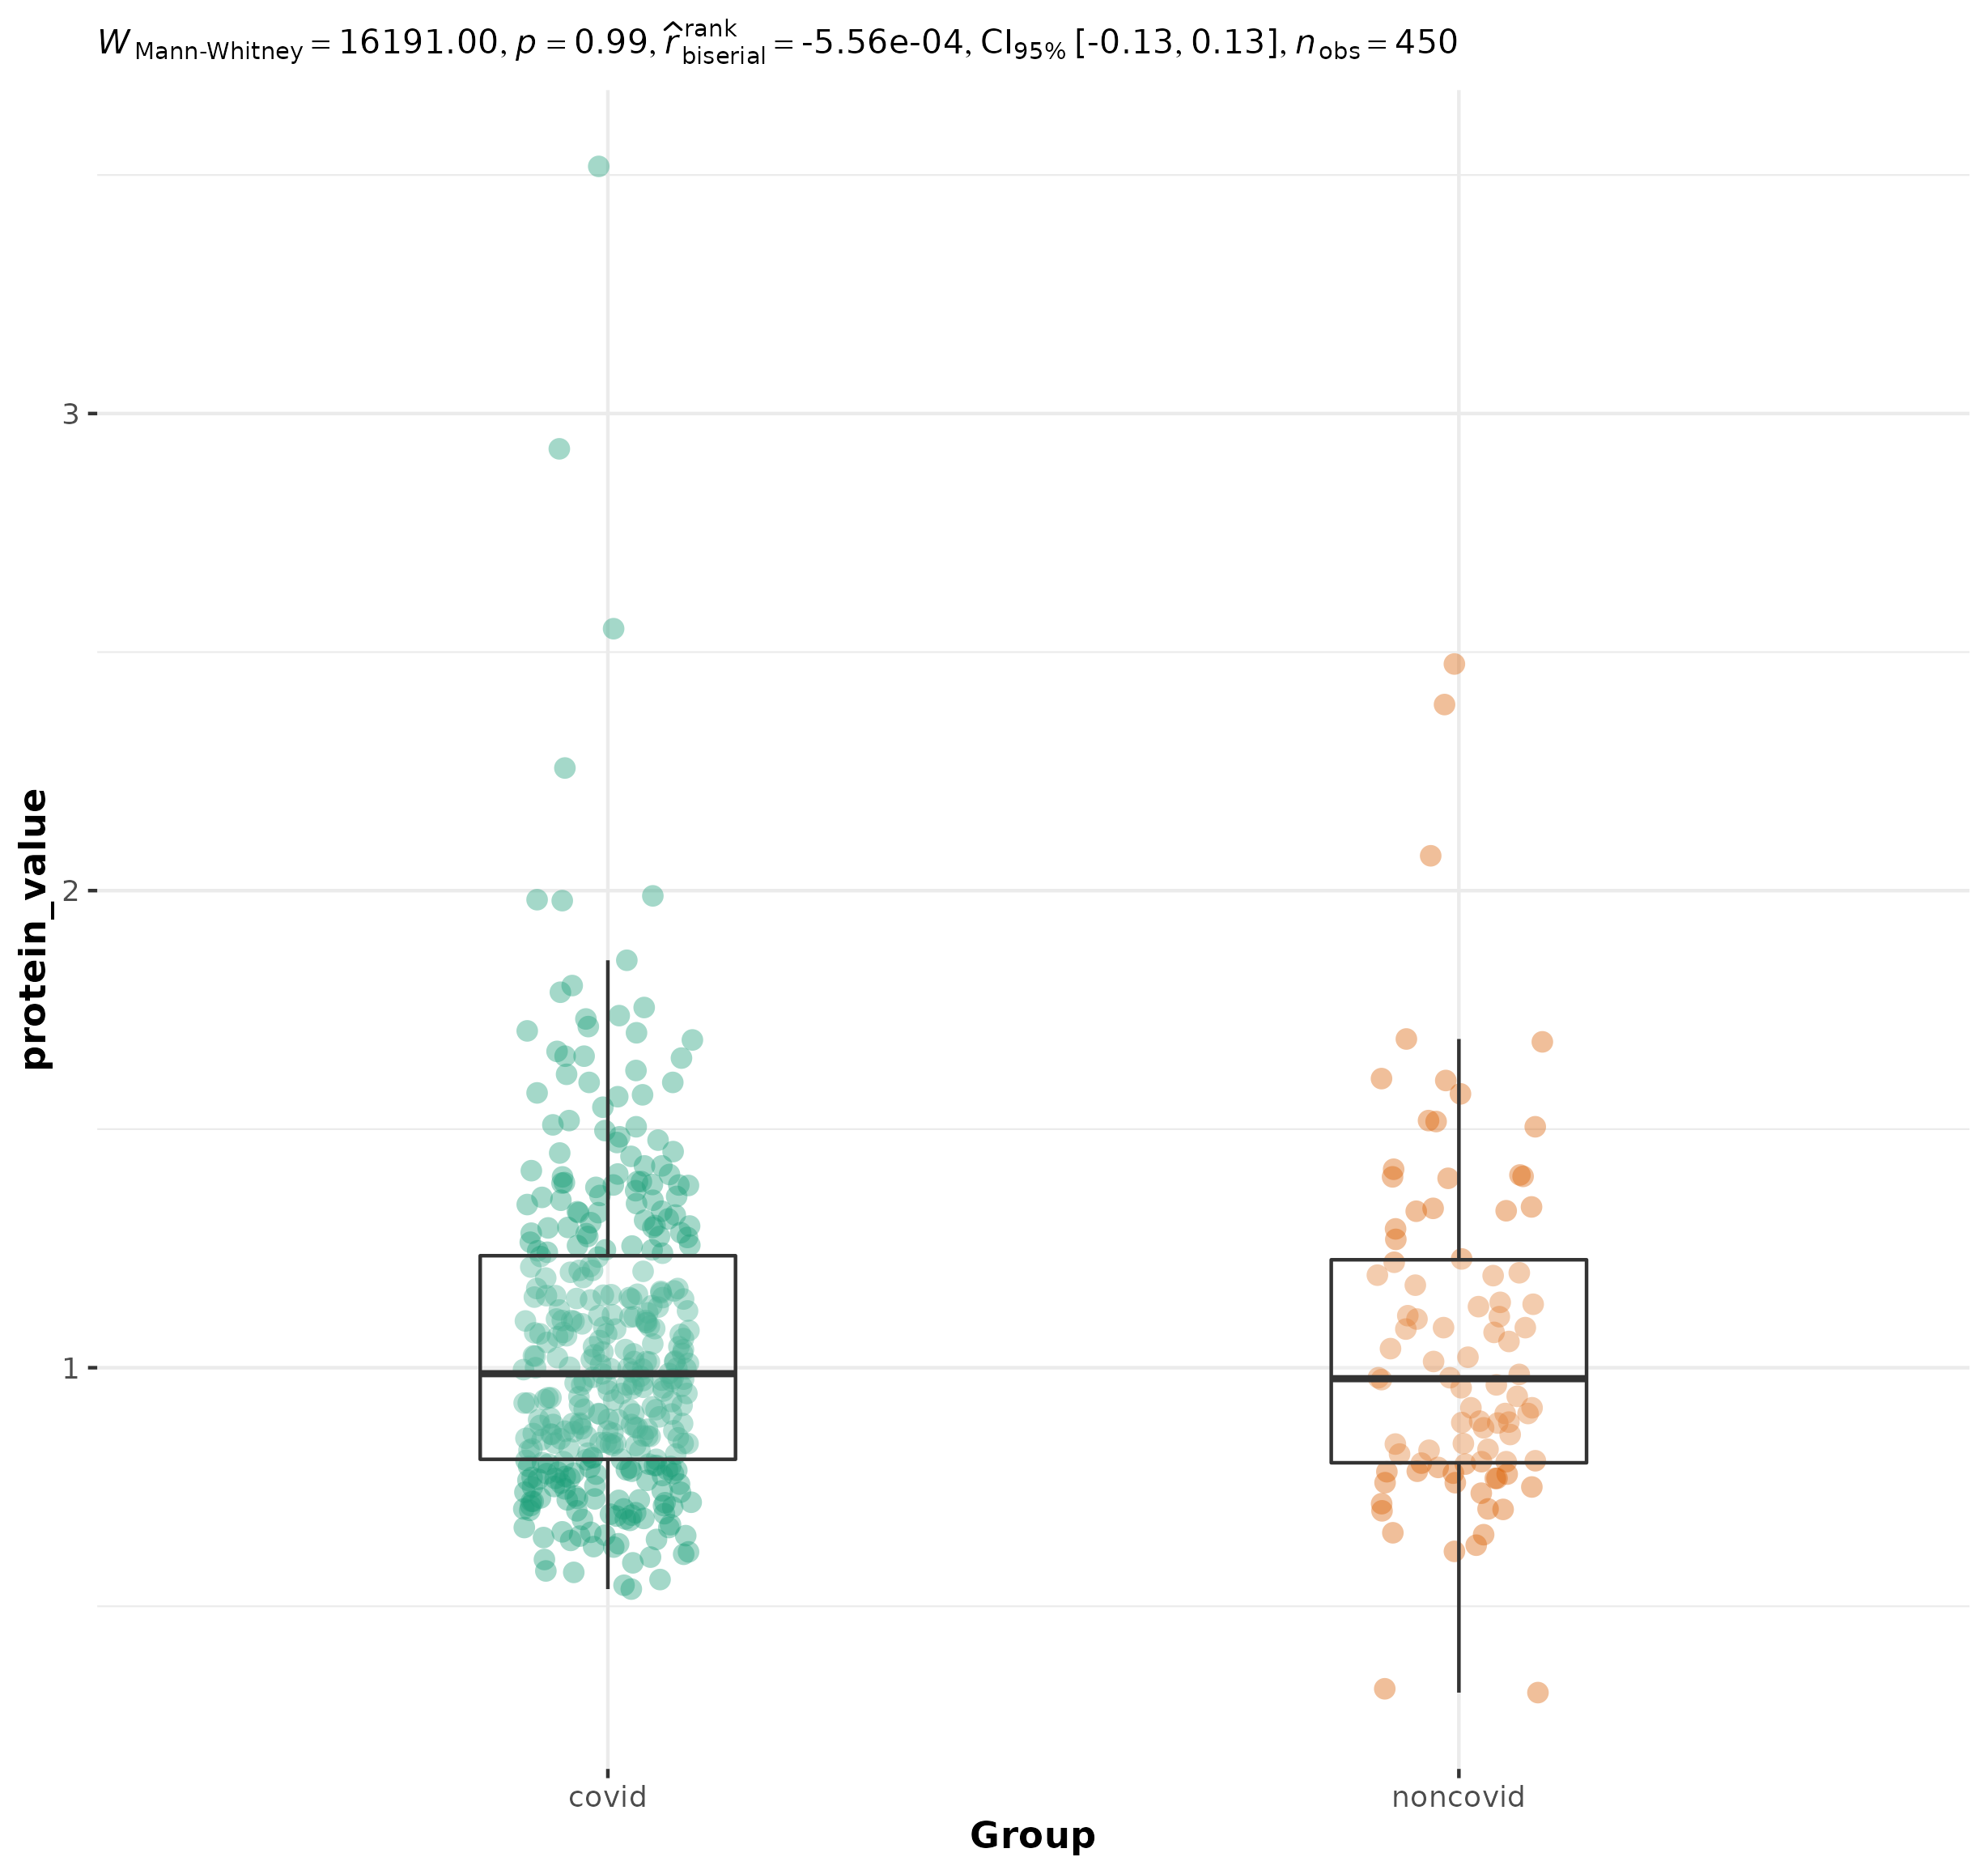 W Mann-Whitney = 16191.00, p = 0.99, r̂ rank biserial = -5.56e-04, CI95% [-0.13, 0.13], nobs = 450
protein_value
3
2
1
covid noncovid
Group